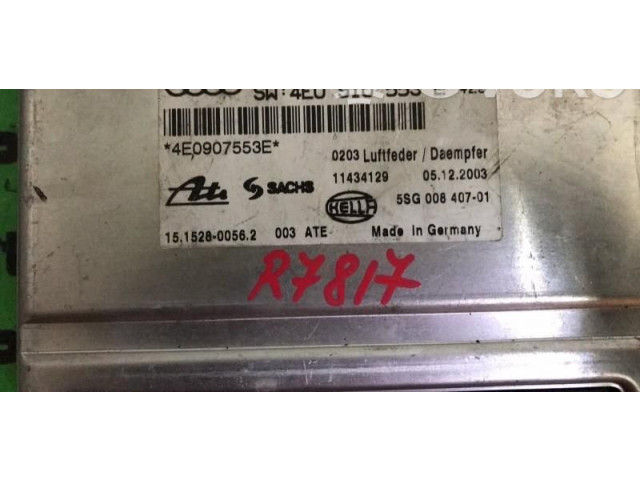 SW:4E0 910 553 E
*4E0907553E*
0203 Luftfeder / Daempfer
11434129 05.12.2003
Ate SACHS HELLA 5SG 008 407-01
15.1528-0056.2 003 ATE Made in Germany
R7817